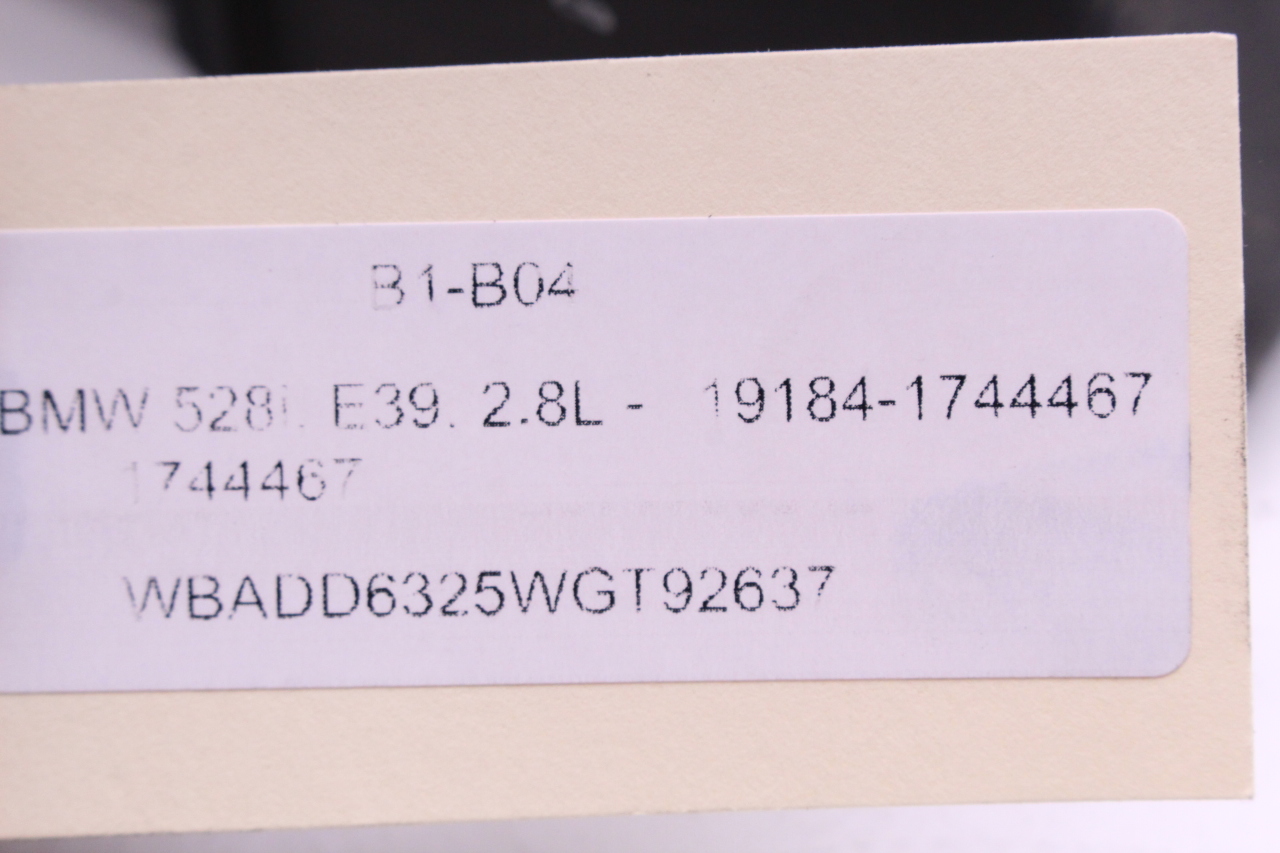 B1-B04
BMW 528i. E39. 2.8L - 19184-1744467
1744467
WBADD6325WGT92637